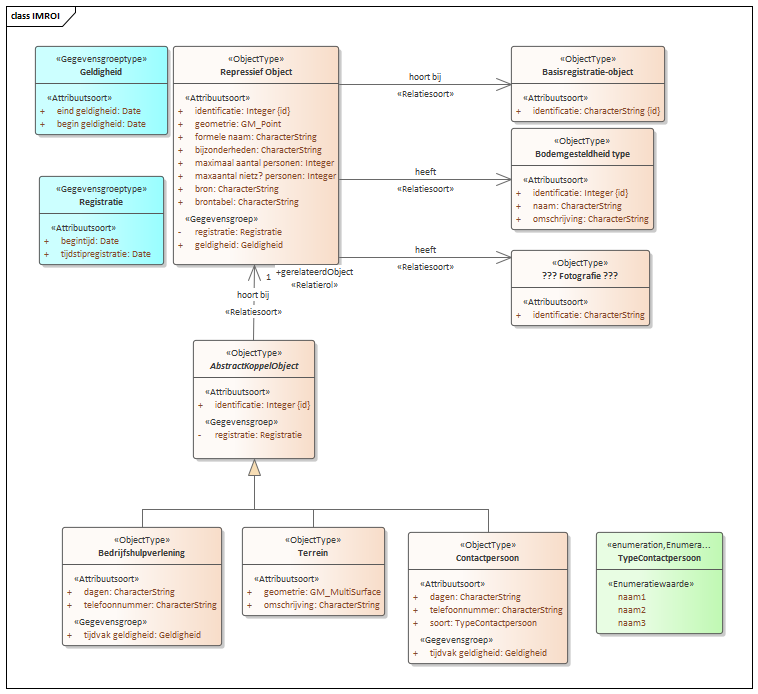 class IMROI
«Gegevensgroeptype»
Geldigheid
«Attribuutsoort»
+ eind geldigheid: Date
+ begin geldigheid: Date
«Gegevensgroeptype»
Registratie
«Attribuutsoort»
+ begintijd: Date
+ tijdstipregistratie: Date
«ObjectType»
Repressief Object
«Attribuutsoort»
+ identificatie: Integer {id}
+ geometrie: GM_Point
+ formele naam: CharacterString
+ bijzonderheden: CharacterString
+ maximaal aantal personen: Integer
+ maxaantal nietz? personen: Integer
+ bron: CharacterString
+ brontabel: CharacterString
«Gegevensgroep»
- registratie: Registratie
+ geldigheid: Geldigheid
hoort bij
«Relatiesoort»
«ObjectType»
Basisregistratie-object
«Attribuutsoort»
+ identificatie: CharacterString {id}
heeft
«Relatiesoort»
«ObjectType»
Bodemgesteldheid type
«Attribuutsoort»
+ identificatie: Integer {id}
+ naam: CharacterString
+ omschrijving: CharacterString
heeft
«Relatiesoort»
«ObjectType»
??? Fotografie ???
«Attribuutsoort»
+ identificatie: CharacterString
1
+gerelateerdObject
«Relatierol»
hoort bij
«Relatiesoort»
«ObjectType»
AbstractKoppelObject
«Attribuutsoort»
+ identificatie: Integer {id}
«Gegevensgroep»
- registratie: Registratie
«ObjectType»
Bedrijfshulpverlening
«Attribuutsoort»
+ dagen: CharacterString
+ telefoonnummer: CharacterString
«Gegevensgroep»
+ tijdvak geldigheid: Geldigheid
«ObjectType»
Terrein
«Attribuutsoort»
+ geometrie: GM_MultiSurface
+ omschrijving: CharacterString
«ObjectType»
Contactpersoon
«Attribuutsoort»
+ dagen: CharacterString
+ telefoonnummer: CharacterString
+ soort: TypeContactpersoon
«Gegevensgroep»
+ tijdvak geldigheid: Geldigheid
«enumeration,Enumera...
TypeContactpersoon
«Enumeratiewaarde»
naam1
naam2
naam3